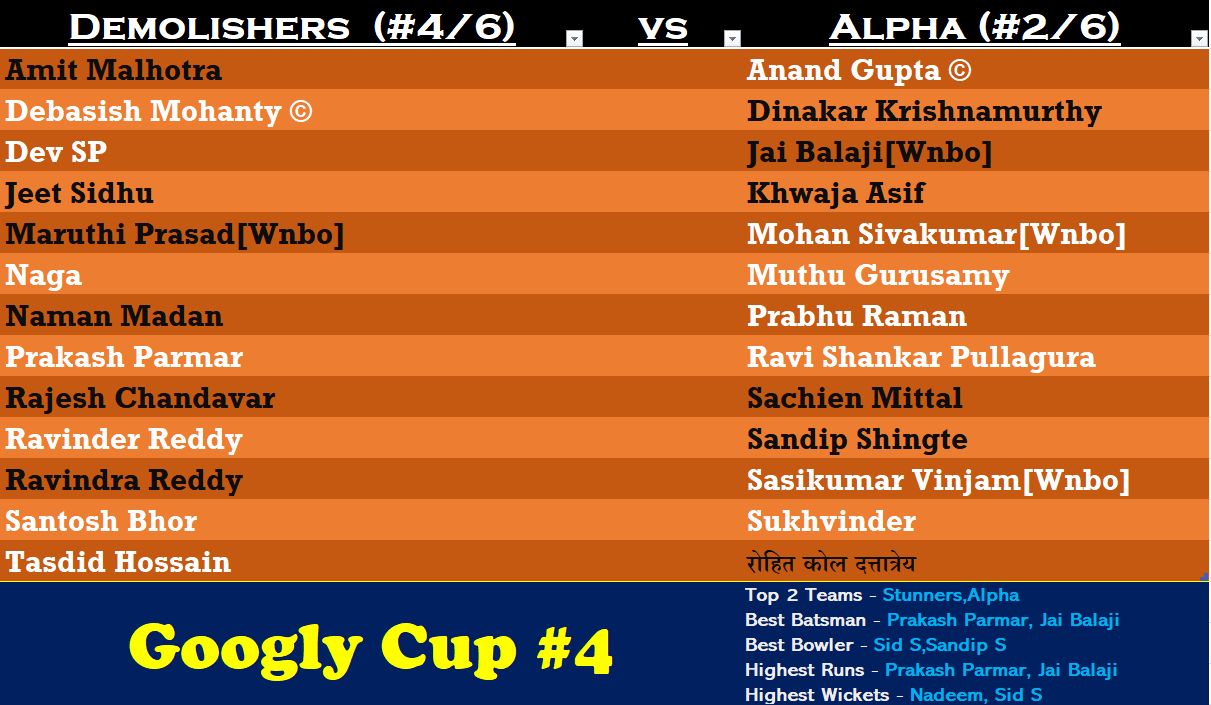 DEMOLISHERS (#4/6) VS ALPHA (#2/6)
Amit Malhotra Anand Gupta ©
Debasish Mohanty © Dinakar Krishnamurthy
Dev SP Jai Balaji[Wnbo]
Jeet Sidhu Khwaja Asif
Maruthi Prasad[Wnbo] Mohan Sivakumar[Wnbo]
Naga Muthu Gurusamy
Naman Madan Prabhu Raman
Prakash Parmar Ravi Shankar Pullagura
Rajesh Chandavar Sachien Mittal
Ravinder Reddy Sandip Shingte
Ravindra Reddy Sasikumar Vinjam[Wnbo]
Santosh Bhor Sukhvinder
Tasdid Hossain रोहित कोल दत्तात्रेय
Googly Cup #4
Top 2 Teams - Stunners,Alpha
Best Batsman - Prakash Parmar, Jai Balaji
Best Bowler - Sid S,Sandip S
Highest Runs - Prakash Parmar, Jai Balaji
Highest Wickets - Nadeem, Sid S